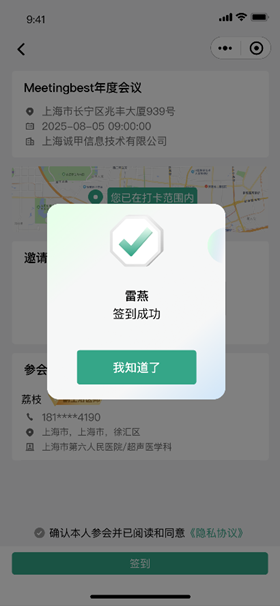 9:41
Meetingbest年度会议
上海市长宁区兆丰大厦939号
2025-08-05 09:00:00
上海诚甲信息技术有限公司
您已在打卡范围内
邀请
雷燕
签到成功
我知道了
参会
荔枝
181****4190
上海市，上海市，徐汇区
上海市第六人民医院/超声医学科
确认本人参会并已阅读和同意《隐私协议》
签到